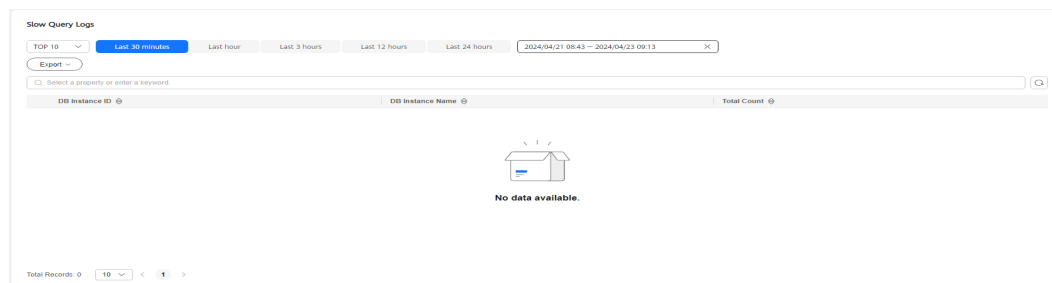 Slow Query Logs
TOP 10 Last 30 minutes Last hour Last 3 hours Last 12 hours Last 24 hours 2024/04/21 08:43 — 2024/04/23 09:13
Export
Select a property or enter a keyword.
DB Instance ID DB Instance Name Total Count
No data available.
Total Records: 0 10 < 1 >